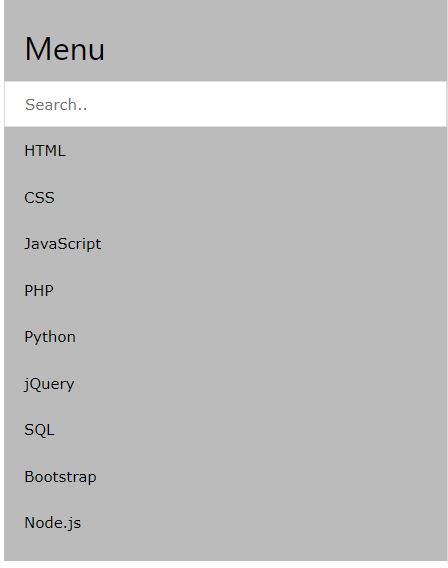 Menu
Search..
HTML
CSS
JavaScript
PHP
Python
jQuery
SQL
Bootstrap
Node.js